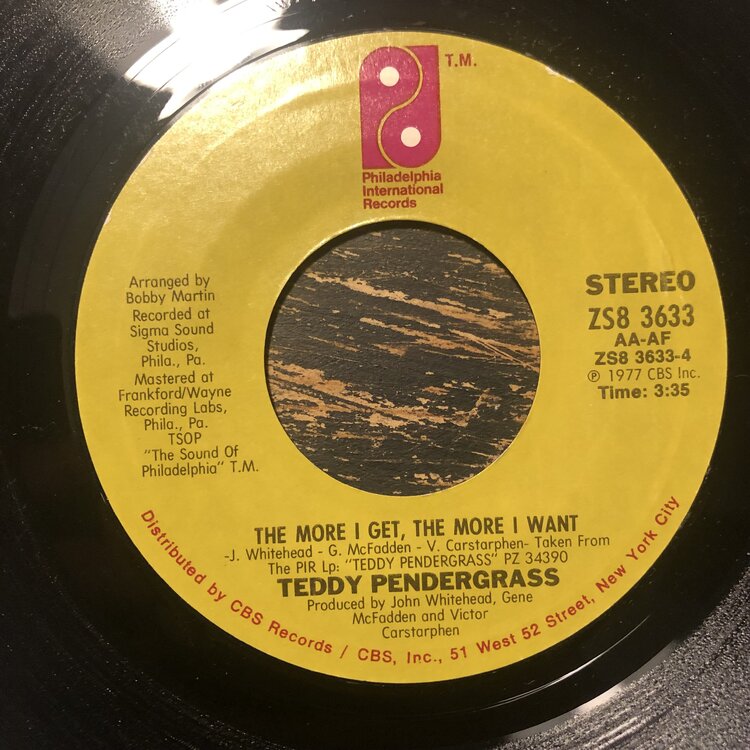 T.M.
Philadelphia
International
Records
Arranged by
Bobby Martin
Recorded at
Sigma Sound
Studios,
Phila., Pa.
Mastered at
Frankford/Wayne
Recording Labs,
Phila., Pa.
TSOP
"The Sound Of
Philadelphia" T.M.
STEREO
ZS8 3633
AA-AF
ZS8 3633-4
℗ 1977 CBS Inc.
Time: 3:35
THE MORE I GET, THE MORE I WANT
-J. Whitehead - G. McFadden - V. Carstarphen- Taken From
The PIR Lp: "TEDDY PENDERGRASS" PZ 34390
TEDDY PENDERGRASS
Produced by John Whitehead, Gene
McFadden and Victor
Carstarphen
Distributed by CBS Records / CBS, Inc., 51 West 52 Street, New York City